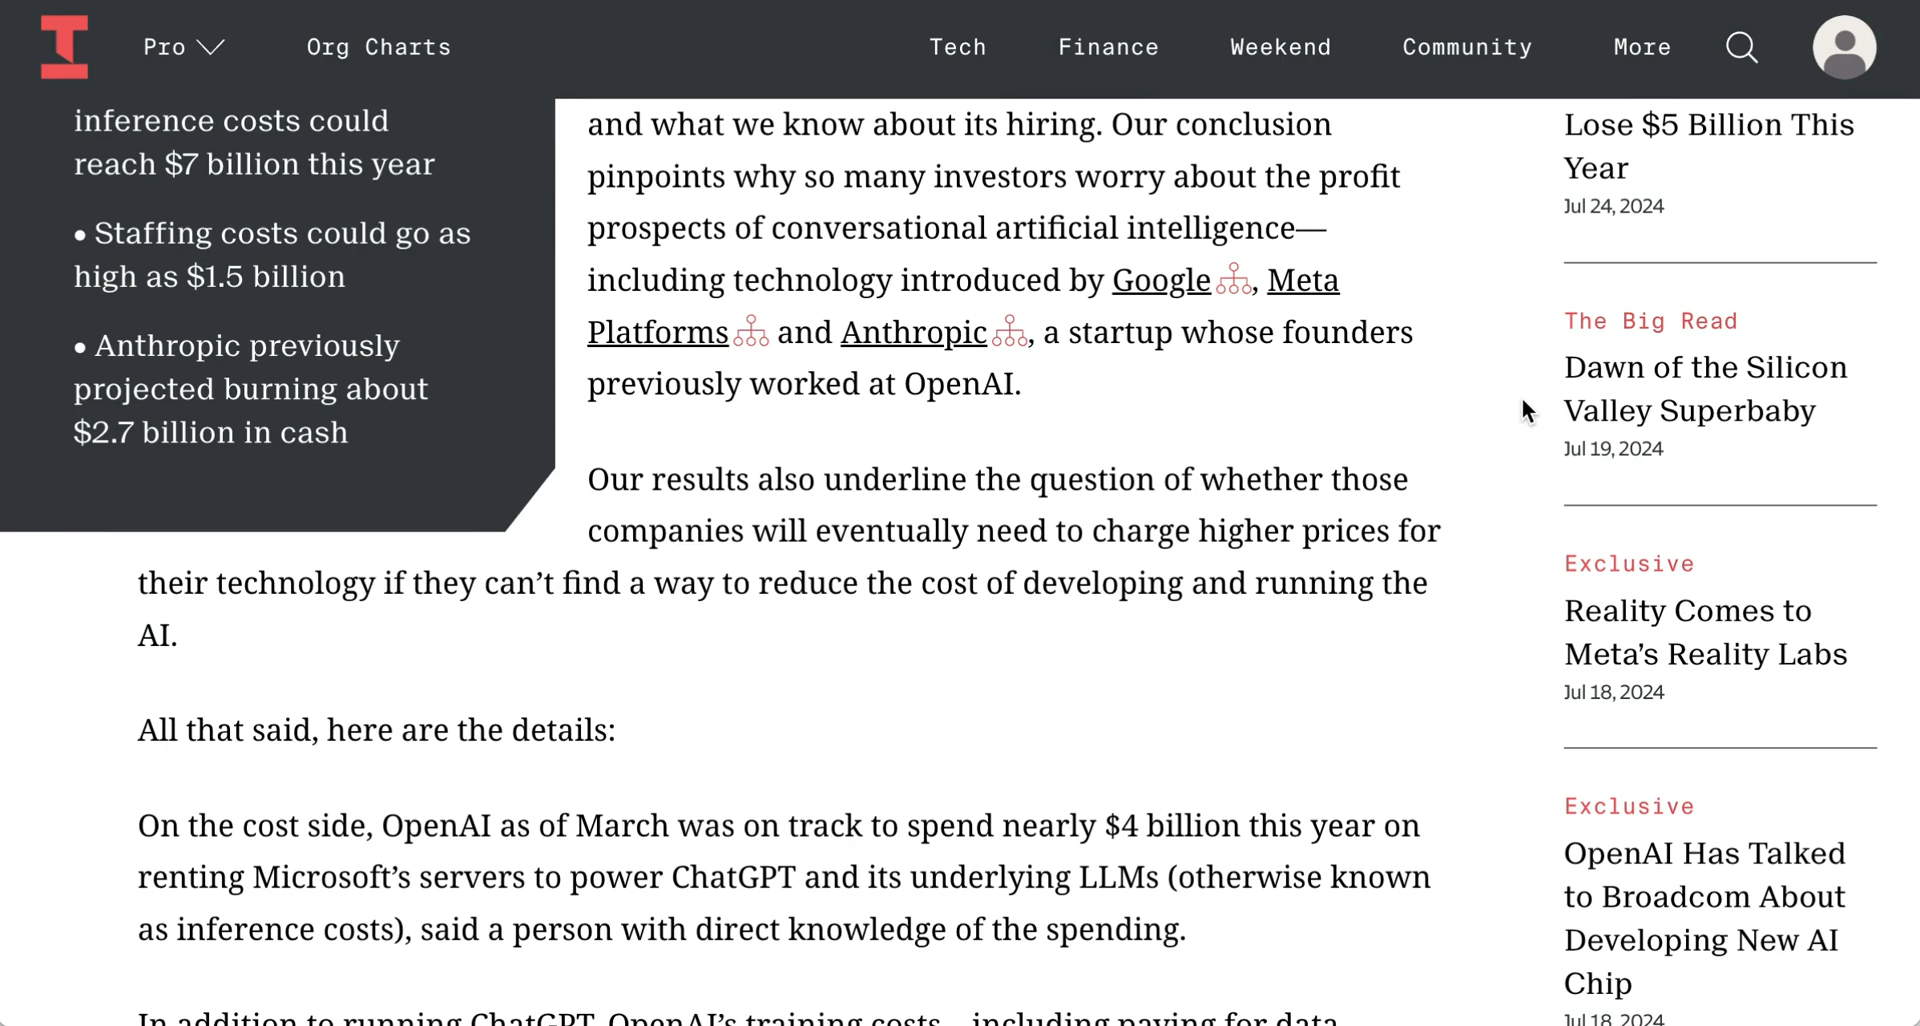 Pro
Org Charts
Tech
Finance
Weekend
Community
More
inference costs could
reach $7 billion this year
• Staffing costs could go as
high as $1.5 billion
• Anthropic previously
projected burning about
$2.7 billion in cash
and what we know about its hiring. Our conclusion
pinpoints why so many investors worry about the profit
prospects of conversational artificial intelligence—
including technology introduced by Google, Meta
Platforms and Anthropic, a startup whose founders
previously worked at OpenAI.
Our results also underline the question of whether those
companies will eventually need to charge higher prices for
their technology if they can’t find a way to reduce the cost of developing and running the
AI.
All that said, here are the details:
On the cost side, OpenAI as of March was on track to spend nearly $4 billion this year on
renting Microsoft’s servers to power ChatGPT and its underlying LLMs (otherwise known
as inference costs), said a person with direct knowledge of the spending.
In addition to running ChatGPT, OpenAI’s training costs—including paying for data
Lose $5 Billion This
Year
Jul 24, 2024
The Big Read
Dawn of the Silicon
Valley Superbaby
Jul 19, 2024
Exclusive
Reality Comes to
Meta’s Reality Labs
Jul 18, 2024
Exclusive
OpenAI Has Talked
to Broadcom About
Developing New AI
Chip
Jul 18, 2024